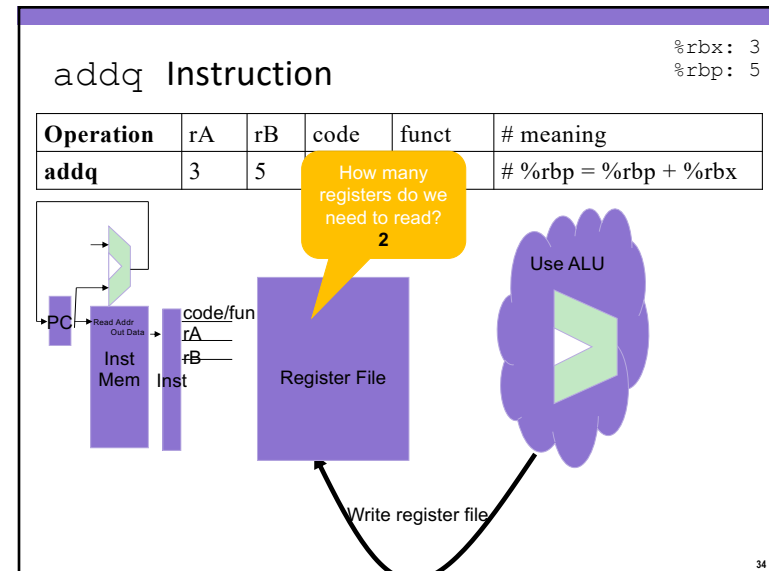 %rbx: 3
%rbp: 5
addq Instruction
Operation rA rB code funct # meaning
addq 3 5 # %rbp = %rbp + %rbx
How many
registers do we
need to read?
2
Use ALU
PC
Read Addr
Out Data
Inst
Mem
Inst
code/fun
rA
rB
Register File
Write register file
34